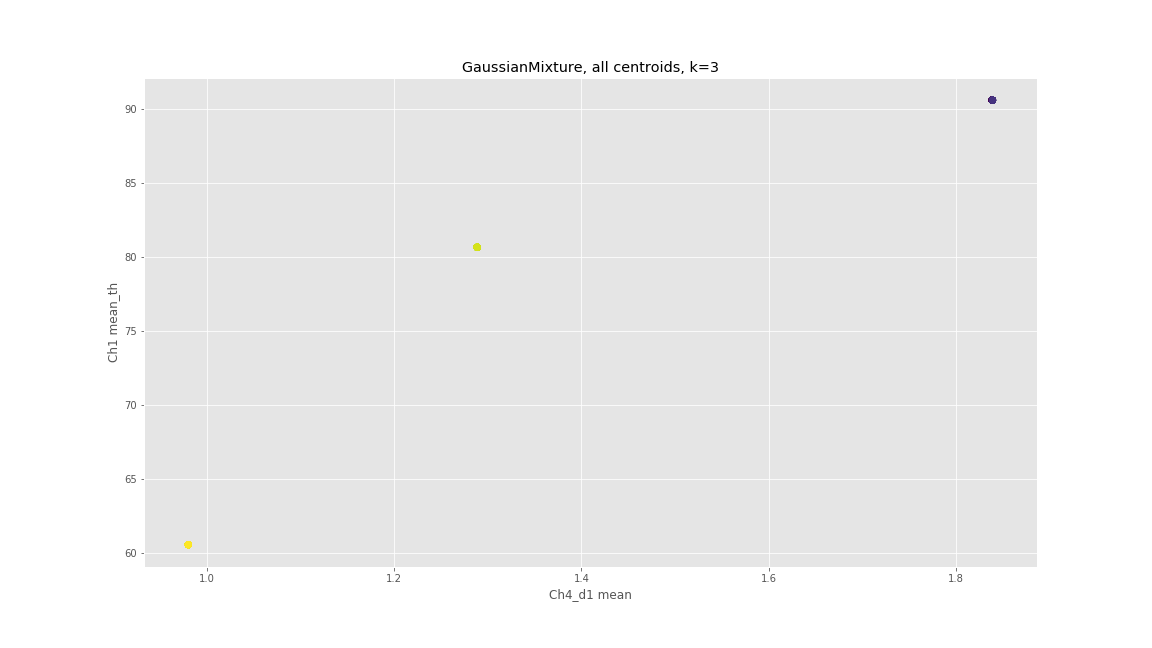 GaussianMixture, all centroids, k=3
90
85
80
75
70
65
60
Ch1 mean_th
1.0 1.2 1.4 1.6 1.8
Ch4_d1 mean